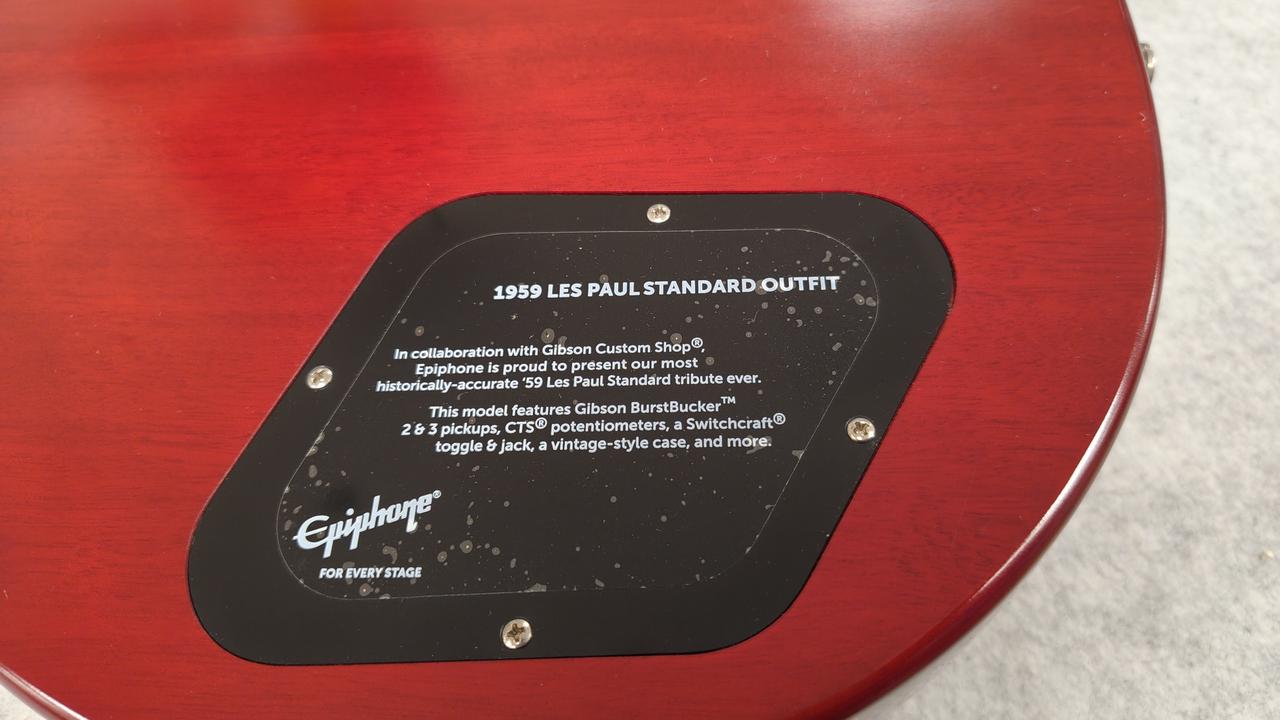 1959 LES PAUL STANDARD OUTFIT
In collaboration with Gibson Custom Shop®,
Epiphone is proud to present our most
historically-accurate ‘59 Les Paul Standard tribute ever.
This model features Gibson BurstBucker™
2 & 3 pickups, CTS® potentiometers, a Switchcraft®
toggle & jack, a vintage-style case, and more.
Epiphone®
FOR EVERY STAGE